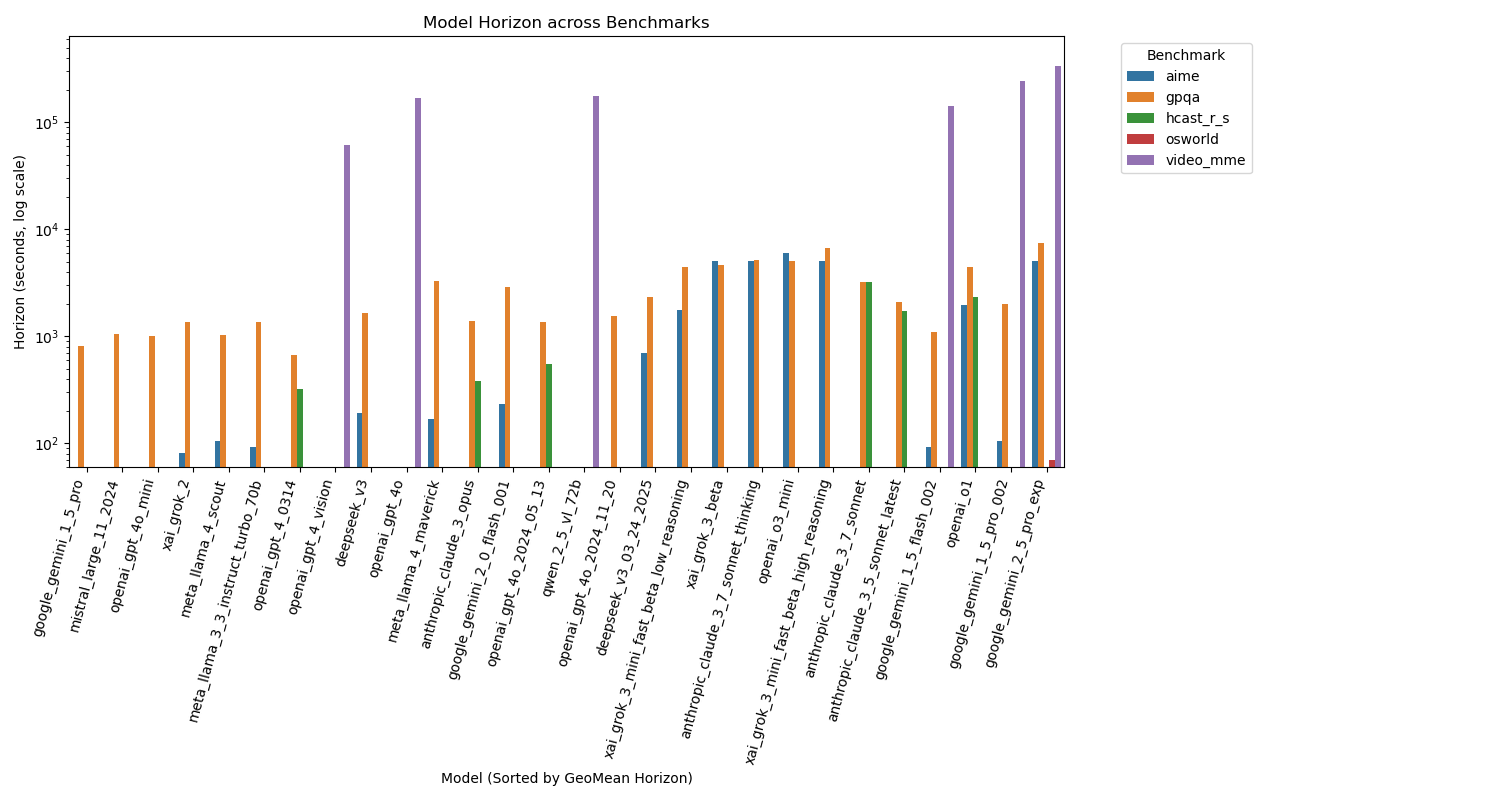 Model Horizon across Benchmarks
Horizon (seconds, log scale)
10^5
10^4
10^3
10^2
google_gemini_1_5_pro
mistral_large_11_2024
openai_gpt_4o_mini
xai_grok_2
meta_llama_4_scout
meta_llama_3_3_instruct_turbo_70b
openai_gpt_4_0314
openai_gpt_4_vision
deepseek_v3
openai_gpt_4o
meta_llama_4_maverick
anthropic_claude_3_opus
google_gemini_2_0_flash_001
openai_gpt_4o_2024_05_13
qwen_2_5_vl_72b
openai_gpt_4o_2024_11_20
deepseek_v3_03_24_2025
xai_grok_3_mini_fast_beta_low_reasoning
xai_grok_3_beta
anthropic_claude_3_7_sonnet_thinking
openai_o3_mini
xai_grok_3_mini_fast_beta_high_reasoning
anthropic_claude_3_7_sonnet
anthropic_claude_3_5_sonnet_latest
google_gemini_1_5_flash_002
openai_o1
google_gemini_1_5_pro_002
google_gemini_2_5_pro_exp
Model (Sorted by GeoMean Horizon)
Benchmark
aime
gpqa
hcast_r_s
osworld
video_mme